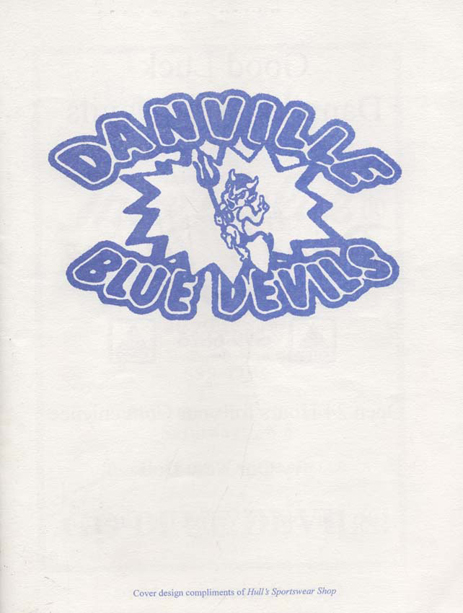 DANVILLE
BLUE DEVILS
Cover design compliments of Hull's Sportswear Shop